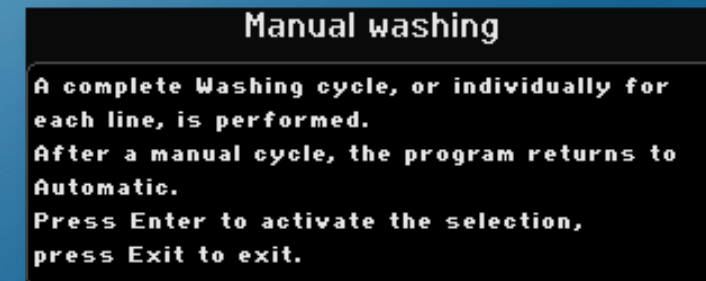 Manual washing
A complete Washing cycle, or individually for
each line, is performed.
After a manual cycle, the program returns to
Automatic.
Press Enter to activate the selection,
press Exit to exit.